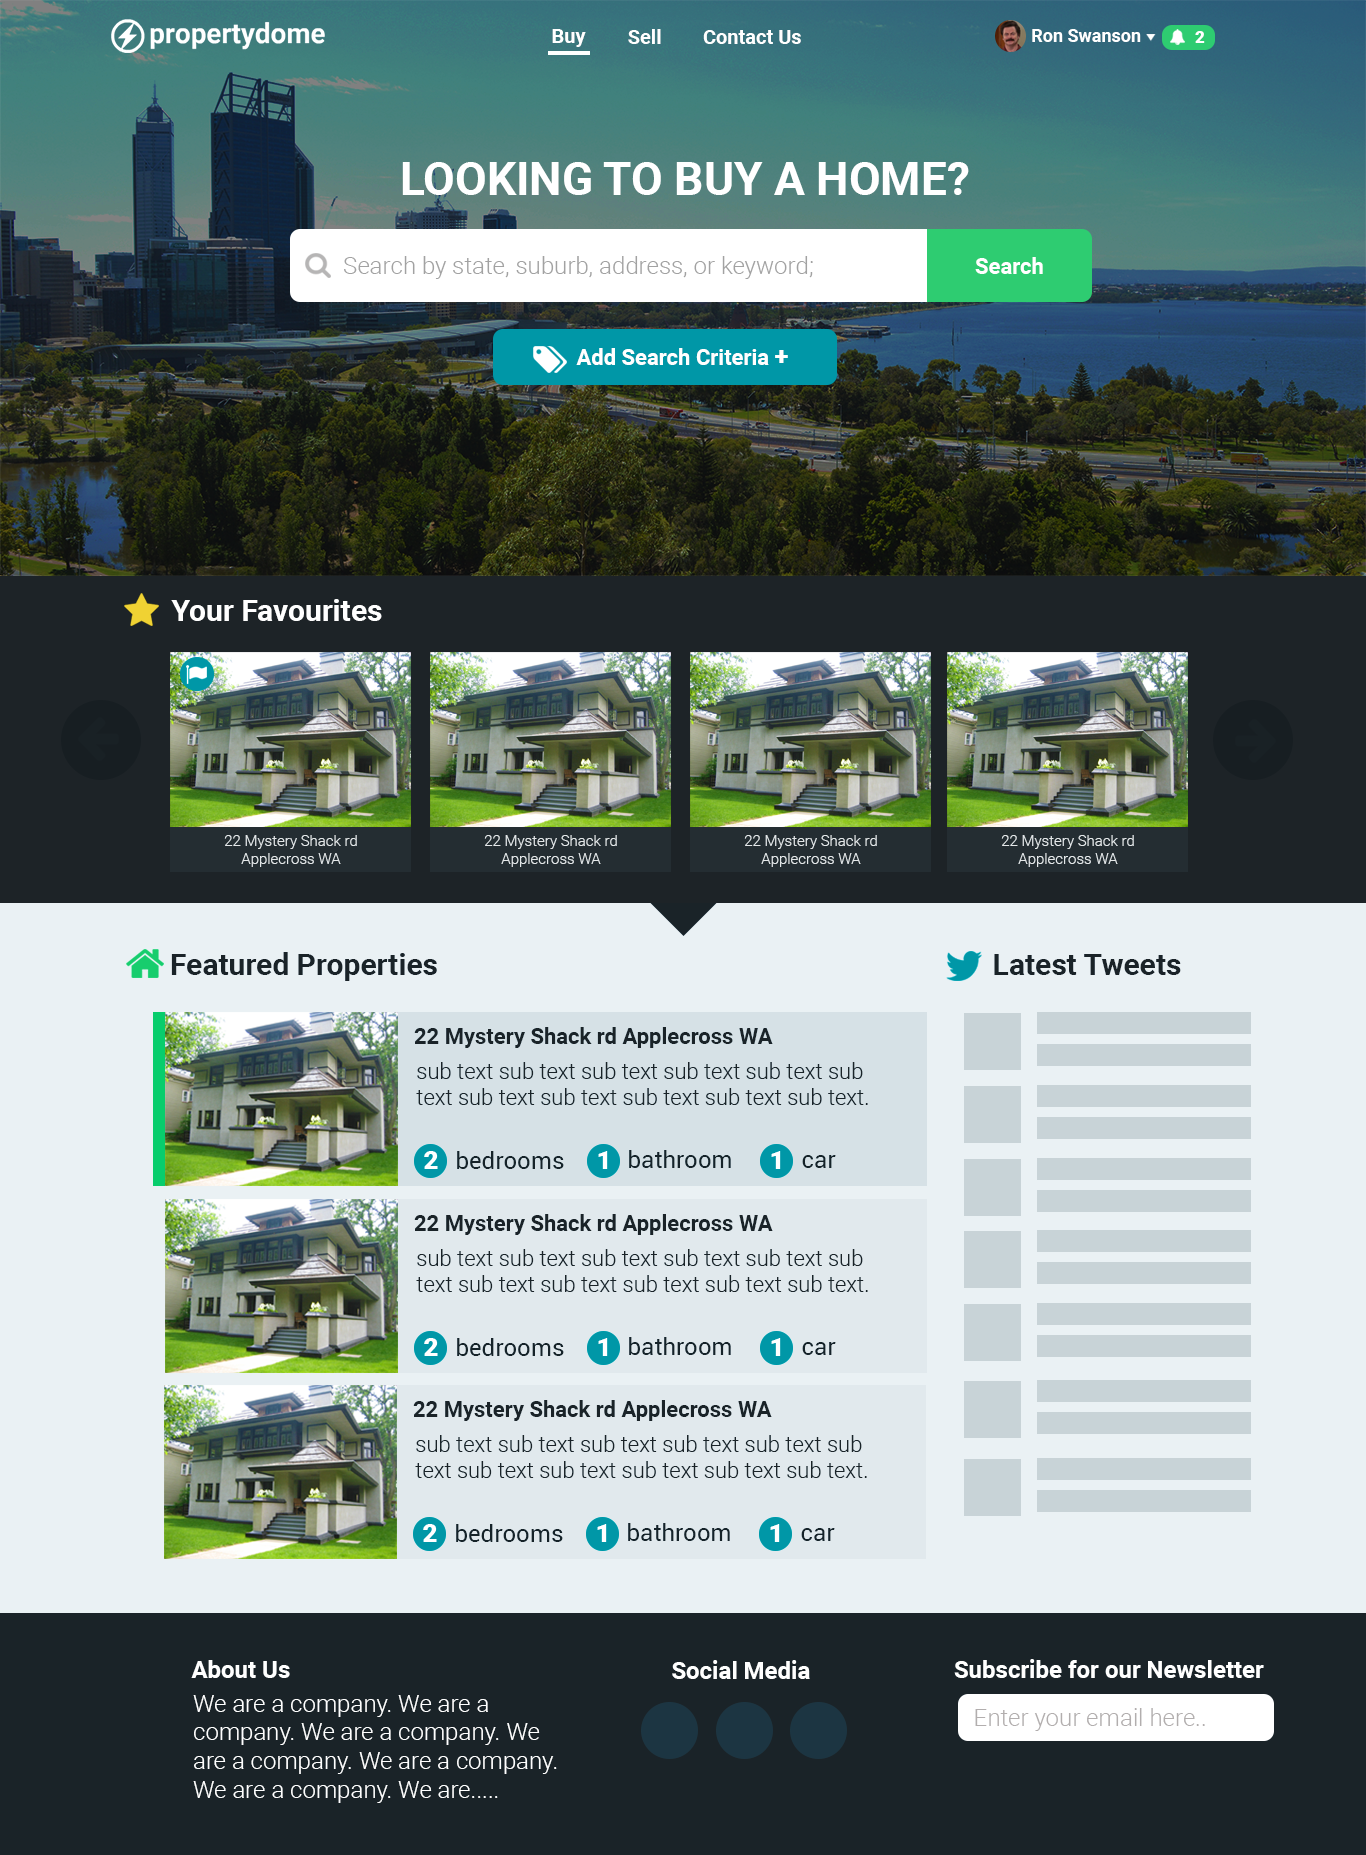 propertydome
Buy
Sell
Contact Us
Ron Swanson
2
LOOKING TO BUY A HOME?
Search by state, suburb, address, or keyword;
Search
Add Search Criteria +
Your Favourites
22 Mystery Shack rd
Applecross WA
22 Mystery Shack rd
Applecross WA
22 Mystery Shack rd
Applecross WA
22 Mystery Shack rd
Applecross WA
Featured Properties
22 Mystery Shack rd Applecross WA
sub text sub text sub text sub text sub text sub
text sub text sub text sub text sub text sub text.
2 bedrooms
1 bathroom
1 car
22 Mystery Shack rd Applecross WA
sub text sub text sub text sub text sub text sub
text sub text sub text sub text sub text sub text.
2 bedrooms
1 bathroom
1 car
22 Mystery Shack rd Applecross WA
sub text sub text sub text sub text sub text sub
text sub text sub text sub text sub text sub text.
2 bedrooms
1 bathroom
1 car
Latest Tweets
About Us
We are a company. We are a
company. We are a company. We
are a company. We are a company.
We are a company. We are.....
Social Media
Subscribe for our Newsletter
Enter your email here..